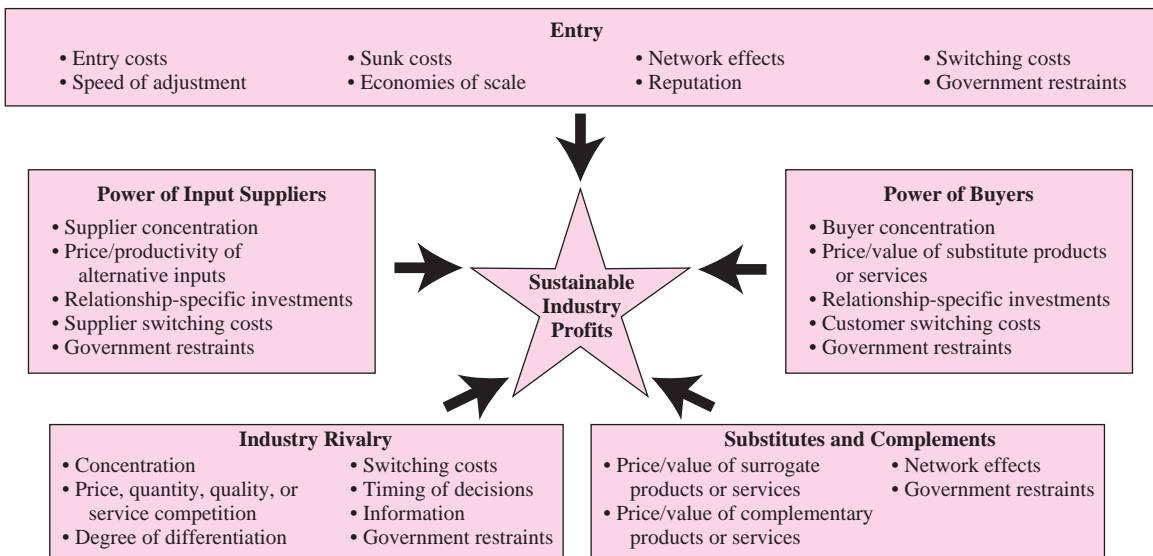 Entry
• Entry costs
• Speed of adjustment
• Sunk costs
• Economies of scale
• Network effects
• Reputation
• Switching costs
• Government restraints
Power of Input Suppliers
• Supplier concentration
• Price/productivity of
alternative inputs
• Relationship-specific investments
• Supplier switching costs
• Government restraints
Sustainable
Industry
Profits
Power of Buyers
• Buyer concentration
• Price/value of substitute products
or services
• Relationship-specific investments
• Customer switching costs
• Government restraints
Industry Rivalry
• Concentration
• Price, quantity, quality, or
service competition
• Degree of differentiation
• Switching costs
• Timing of decisions
• Information
• Government restraints
Substitutes and Complements
• Price/value of surrogate
products or services
• Price/value of complementary
products or services
• Network effects
• Government restraints